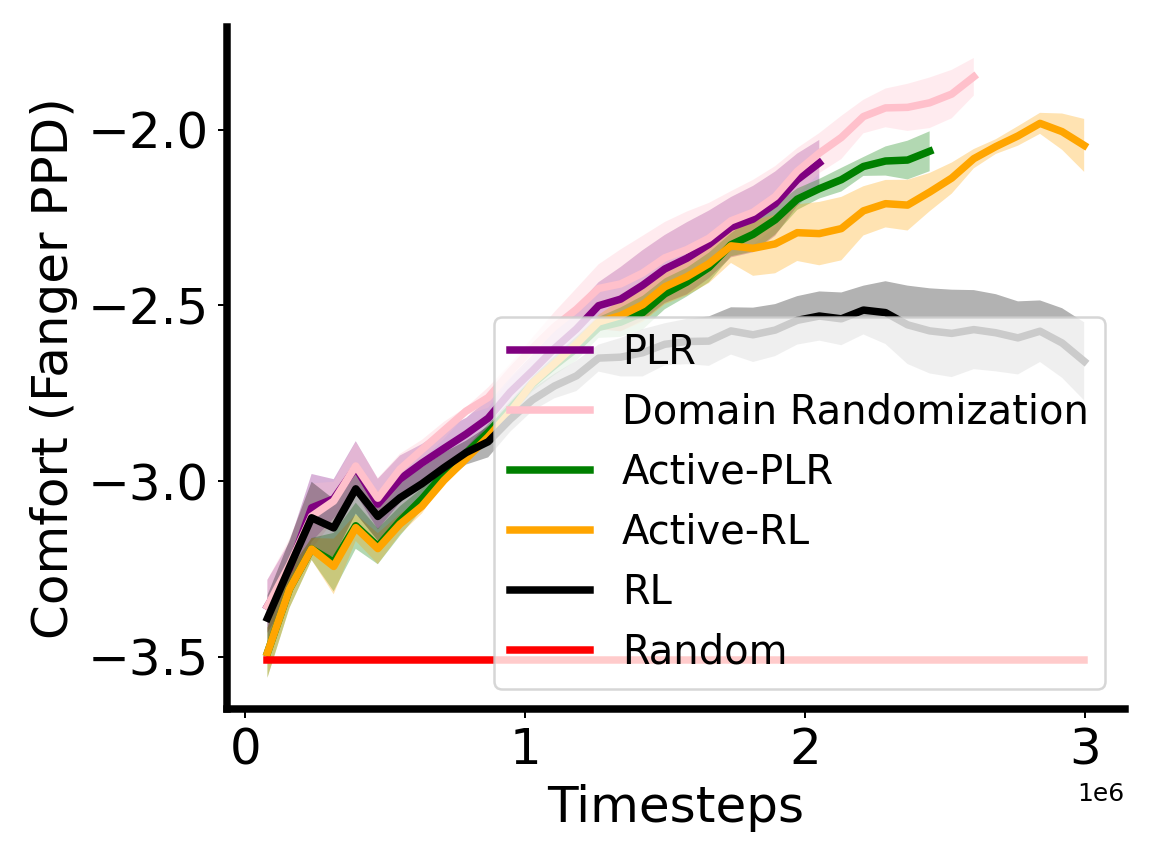 Comfort (Fanger PPD)
−2.0
−2.5
−3.0
−3.5
PLR
Domain Randomization
Active-PLR
Active-RL
RL
Random
0 1 2 3
1e6
Timesteps